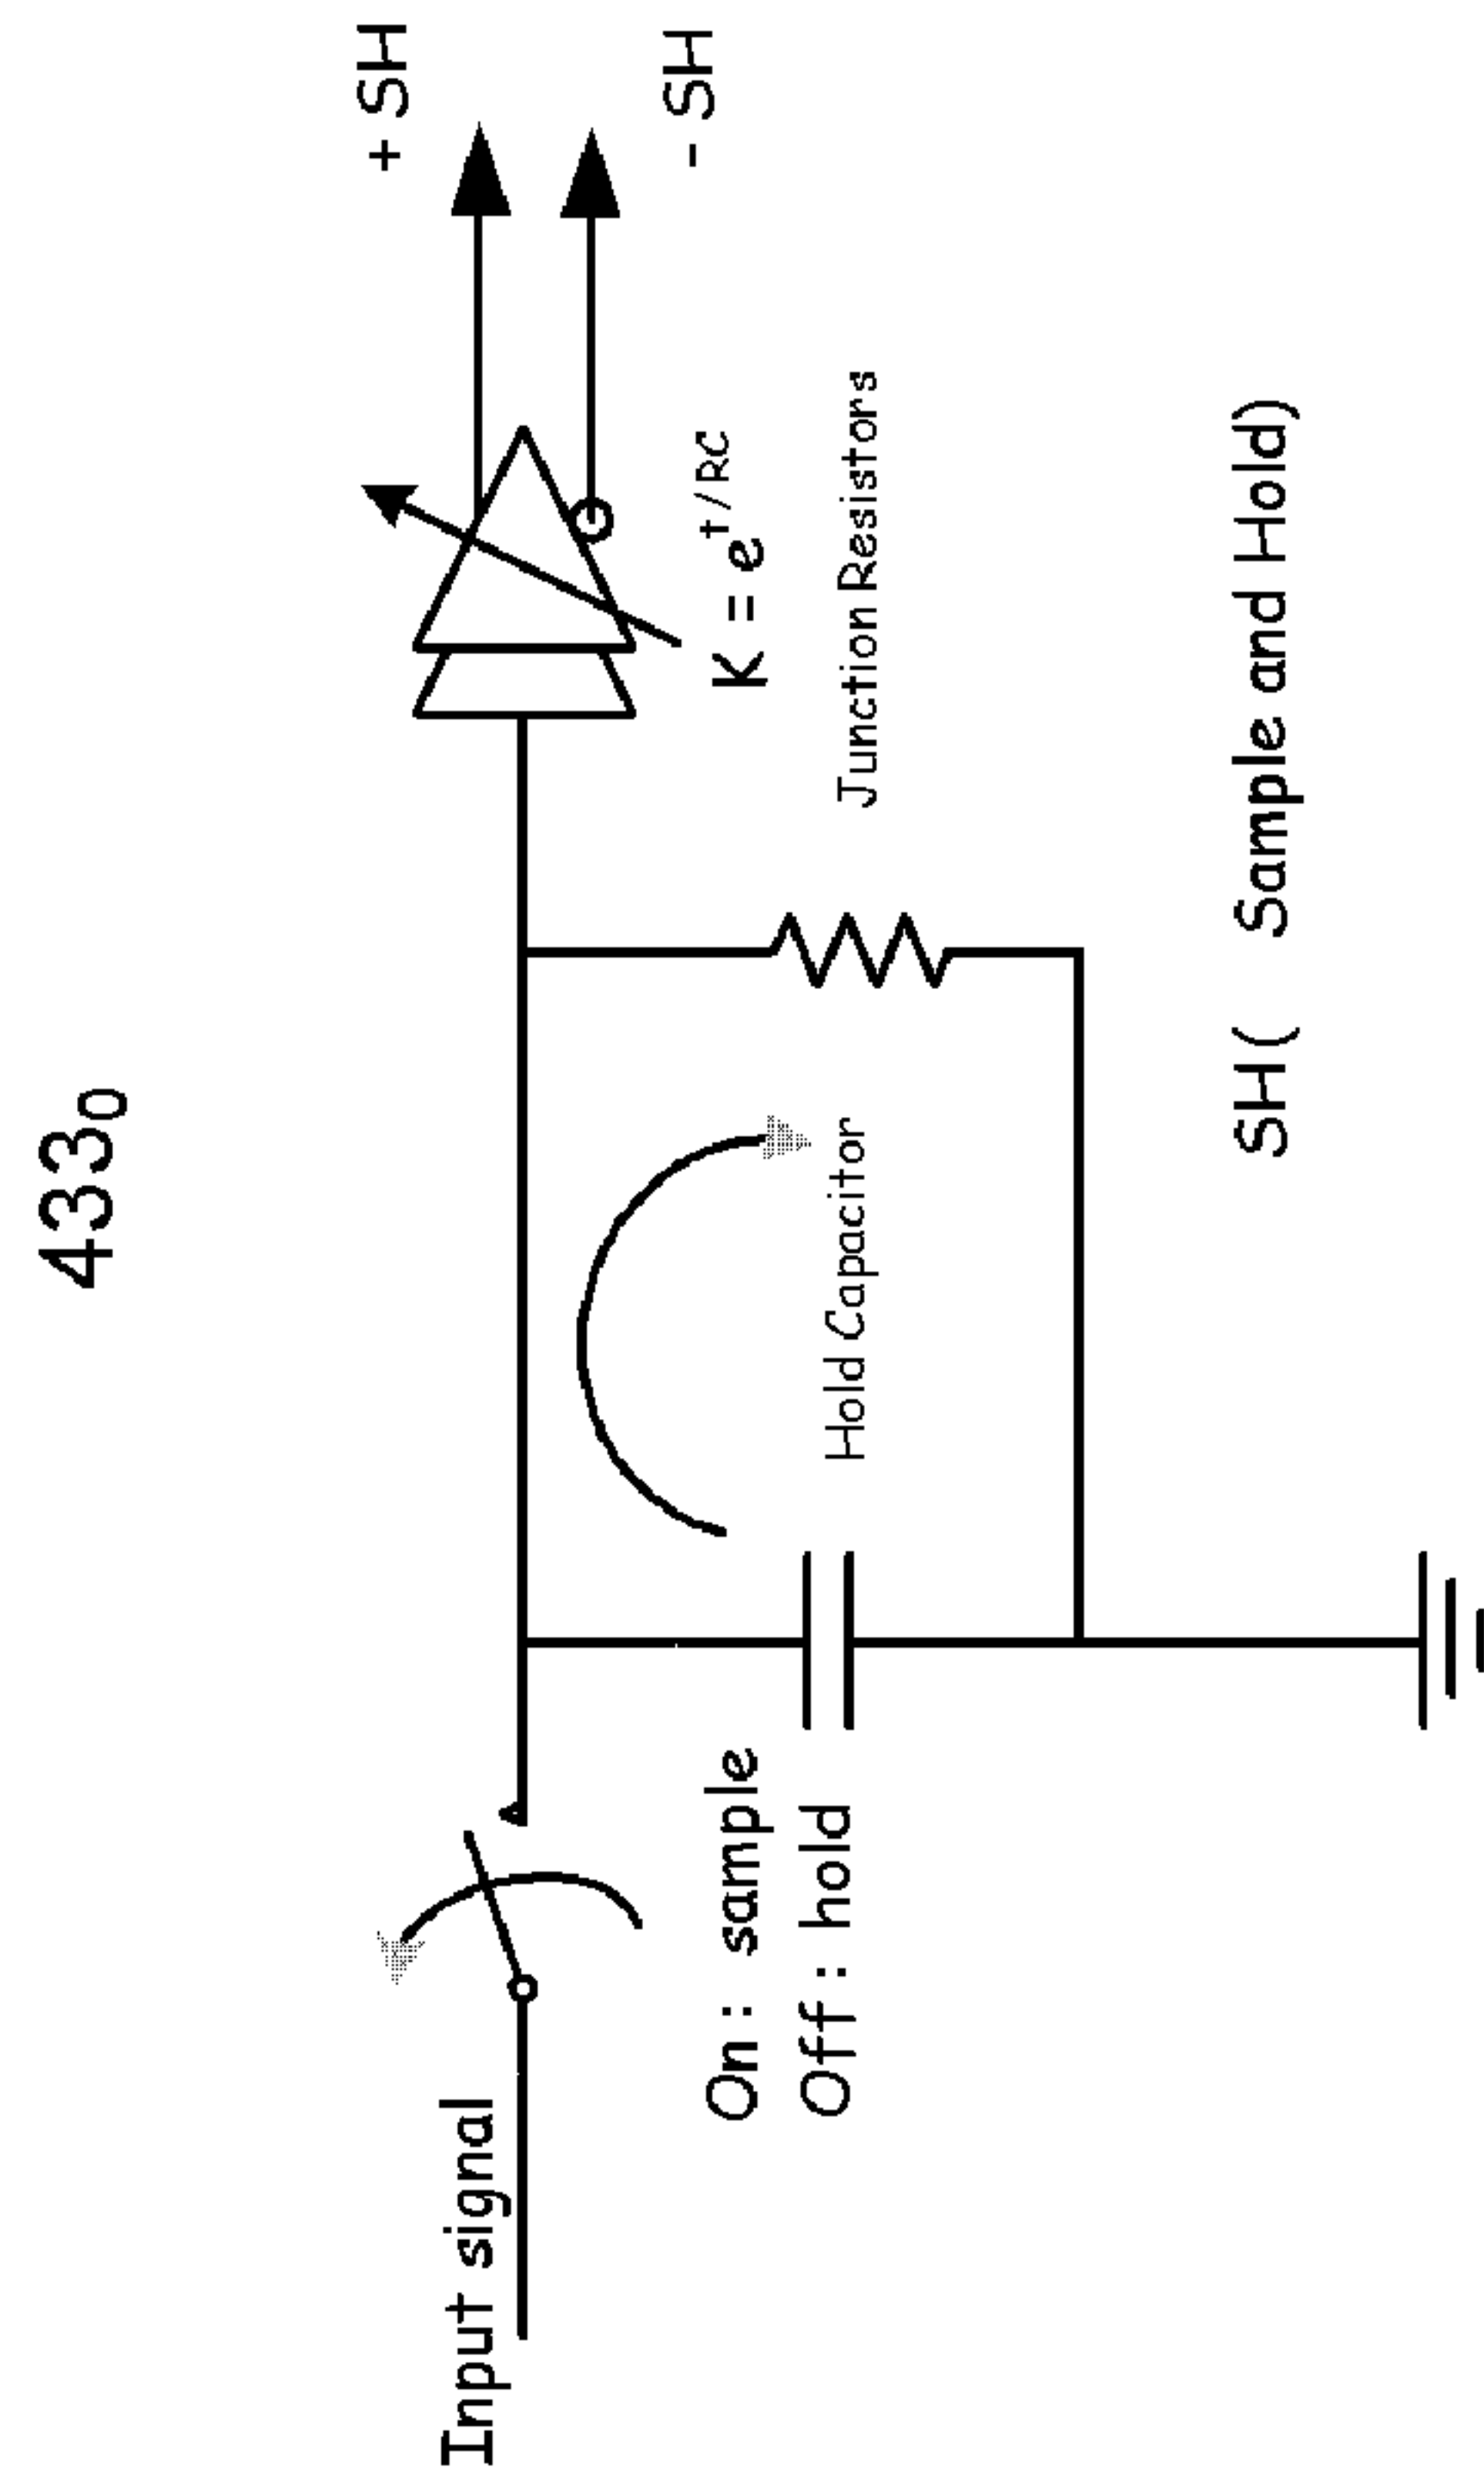 433₀
+ SH
- SH
Input signal
K = e^t/RC
On: sample
Off: hold
Hold Capacitor
Junction Resistors
SH( Sample and Hold)